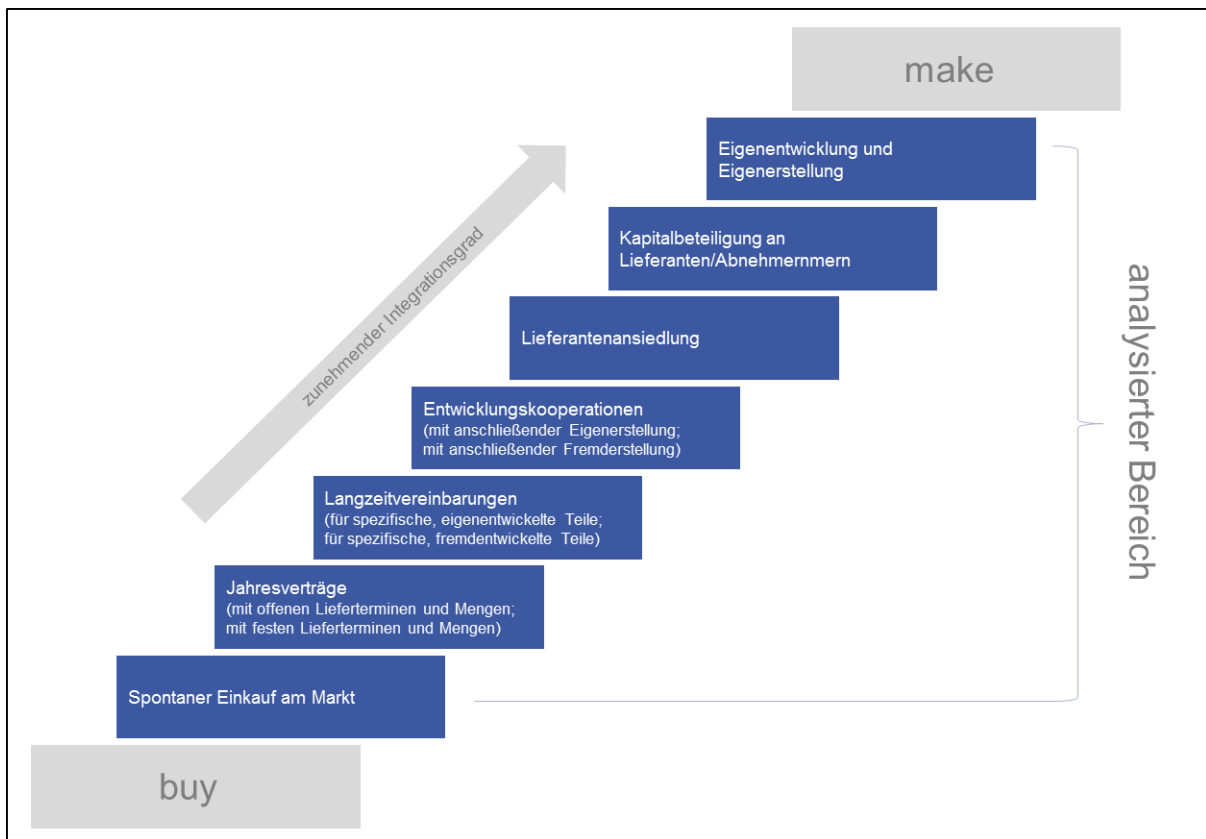 make
Eigenentwicklung und
Eigenerstellung
Kapitalbeteiligung an
Lieferanten/Abnehmernmern
Lieferantenansiedlung
Entwicklungskooperationen
(mit anschließender Eigenerstellung;
mit anschließender Fremderstellung)
Langzeitvereinbarungen
(für spezifische, eigenentwickelte Teile;
für spezifische, fremdentwickelte Teile)
Jahresverträge
(mit offenen Lieferterminen und Mengen;
mit festen Lieferterminen und Mengen)
Spontaner Einkauf am Markt
buy
zunehmender Integrationsgrad
analysierter Bereich